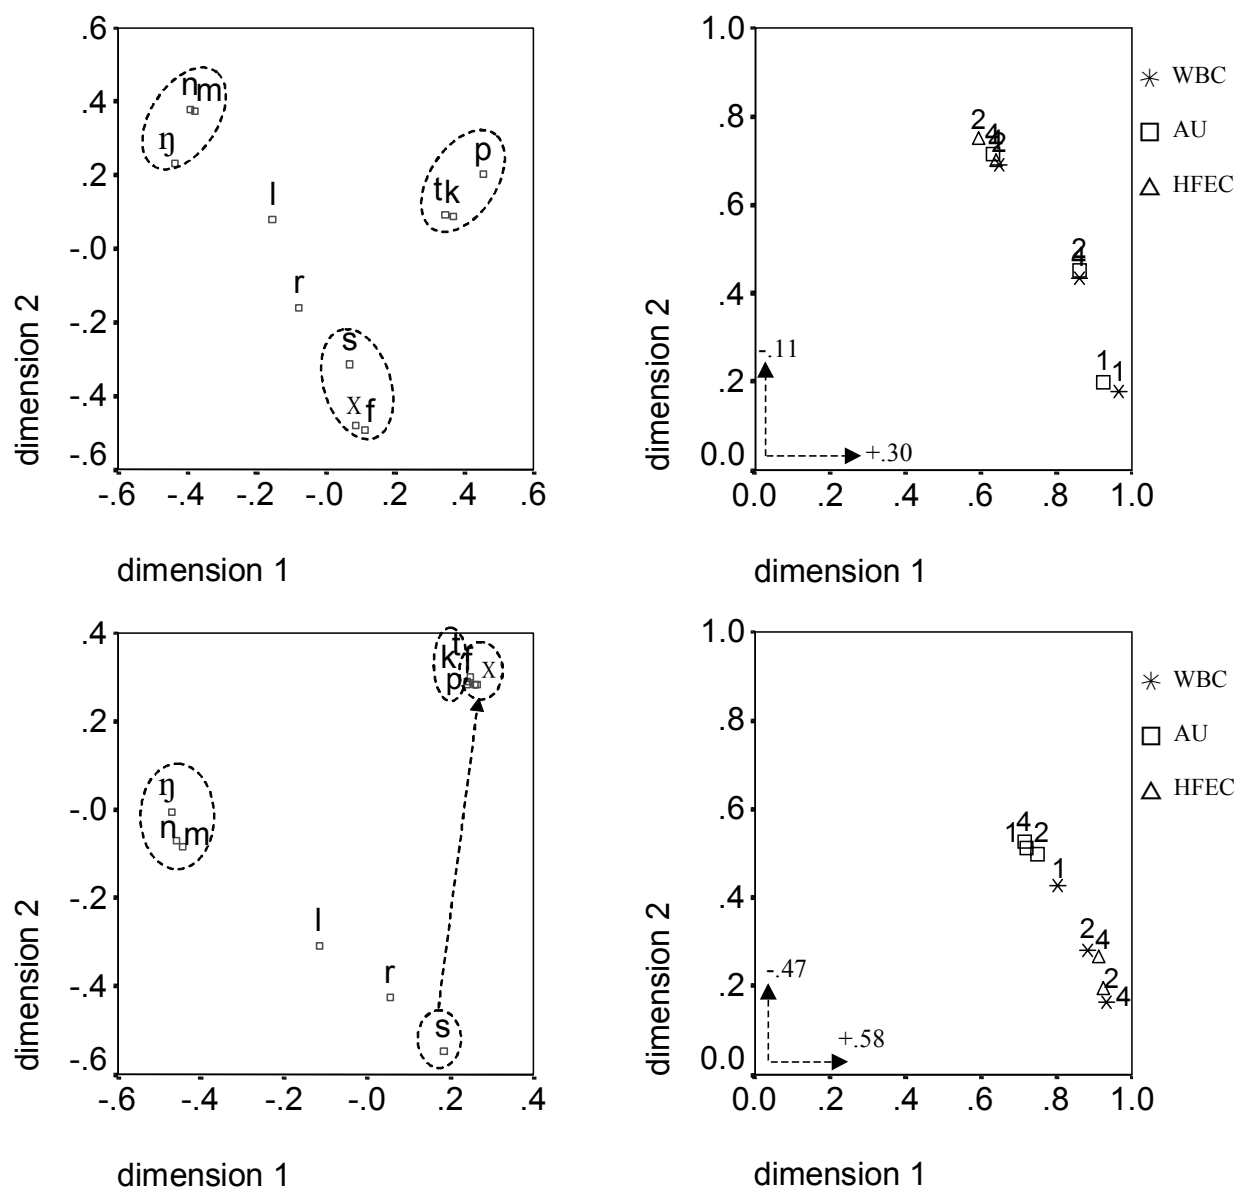 .6
.4
.2
-.0
-.2
-.4
-.6
-.6 -.4 -.2 -.0 .2 .4 .6
dimension 2
dimension 1
n m
ŋ
p
t k
l
r
s
χ f
1.0
.8
.6
.4
.2
0.0
0.0 .2 .4 .6 .8 1.0
dimension 2
dimension 1
2
4
2
2
4
1 1
-.11
+.30
WBC
AU
HFEC
.4
.2
-.0
-.2
-.4
-.6
-.6 -.4 -.2 -.0 .2 .4
dimension 2
dimension 1
t
k f χ
p
ŋ
n m
l
r
s
1.0
.8
.6
.4
.2
0.0
0.0 .2 .4 .6 .8 1.0
dimension 2
dimension 1
1 4 2
1
2 4
2
4
-.47
+.58
WBC
AU
HFEC